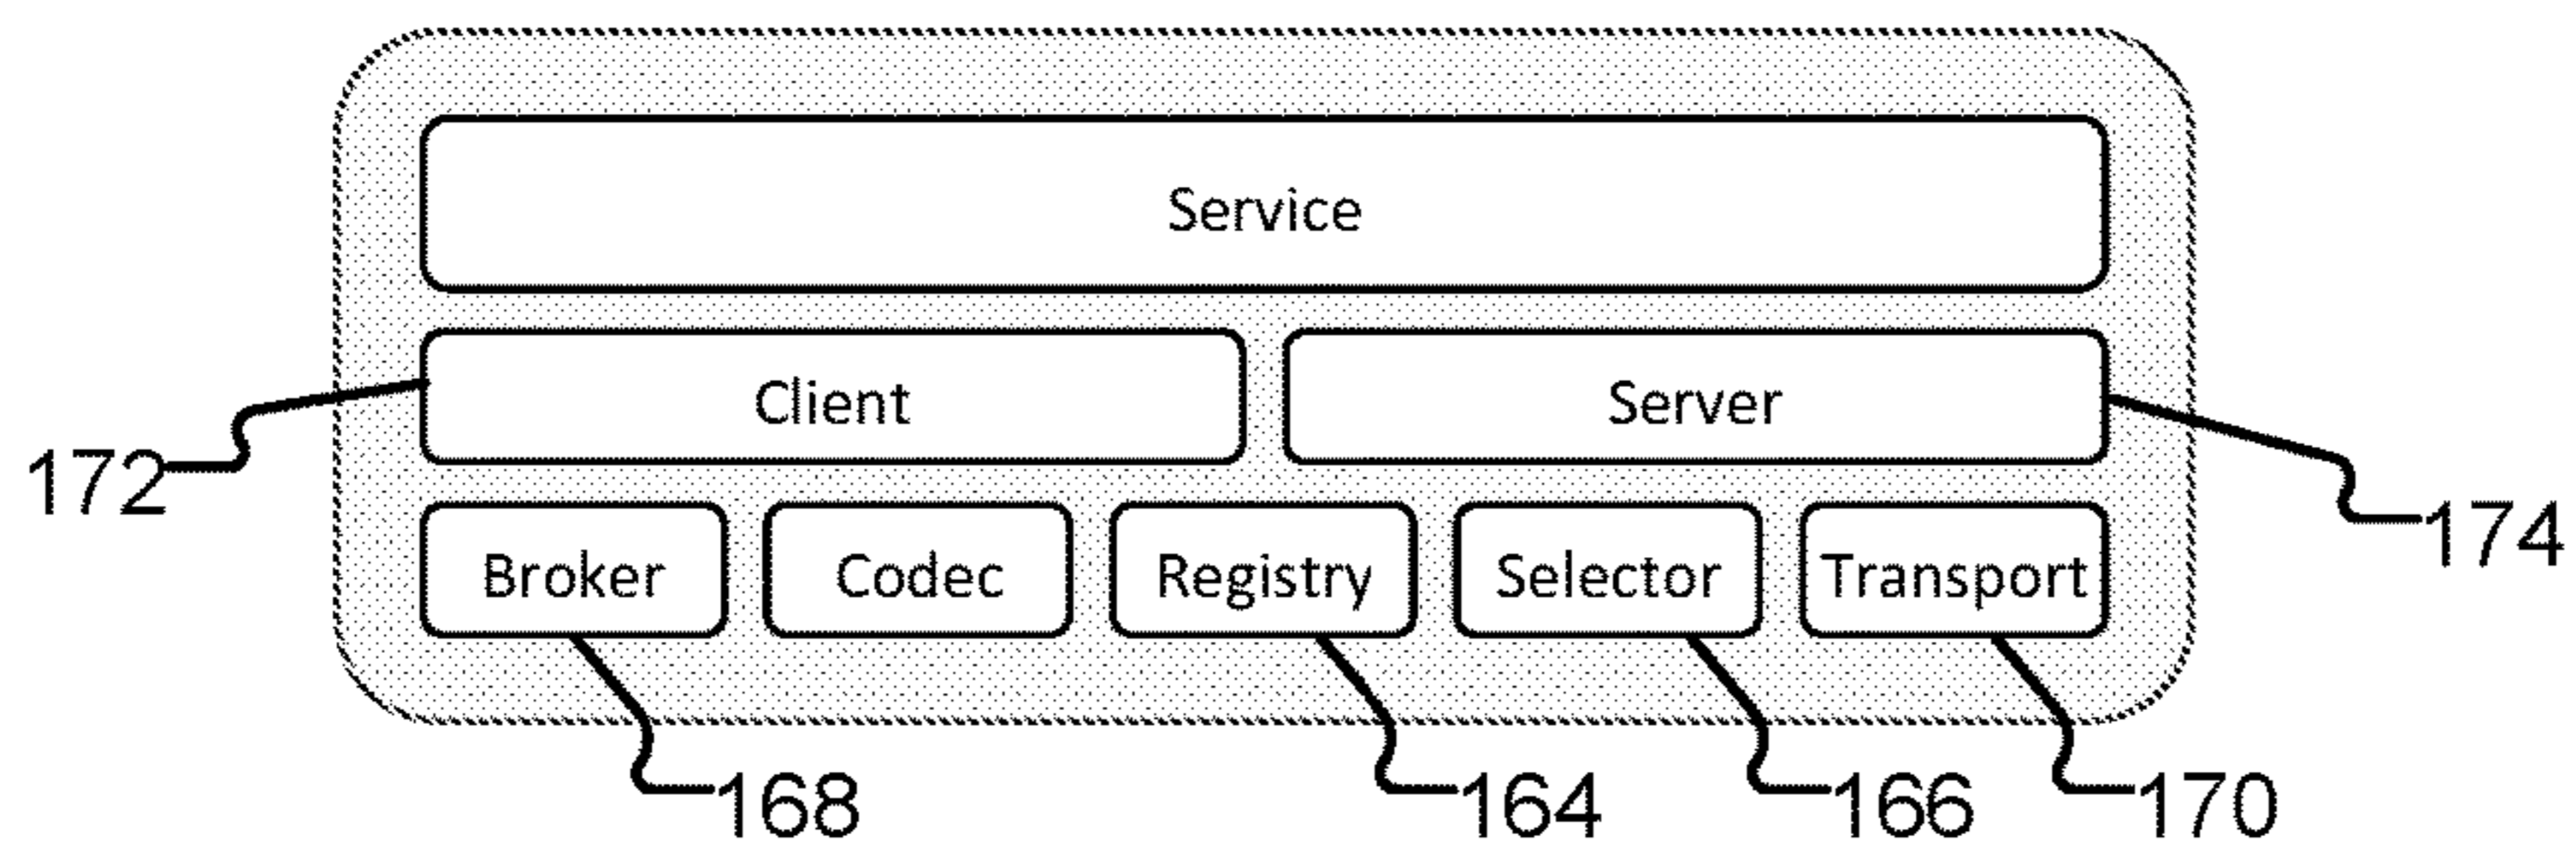 Service
Client
Server
172
174
Broker
Codec
Registry
Selector
Transport
168
164
166
170